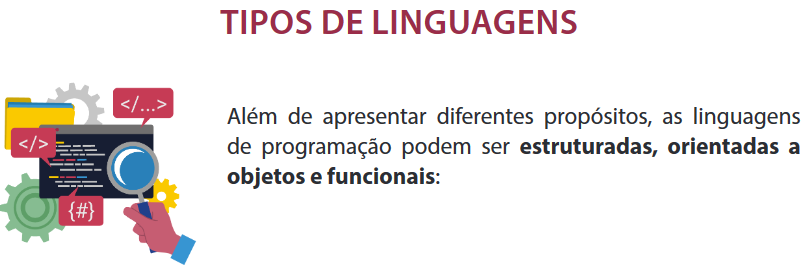 TIPOS DE LINGUAGENS
</...>
</>
{#}
Além de apresentar diferentes propósitos, as linguagens
de programação podem ser estruturadas, orientadas a
objetos e funcionais: